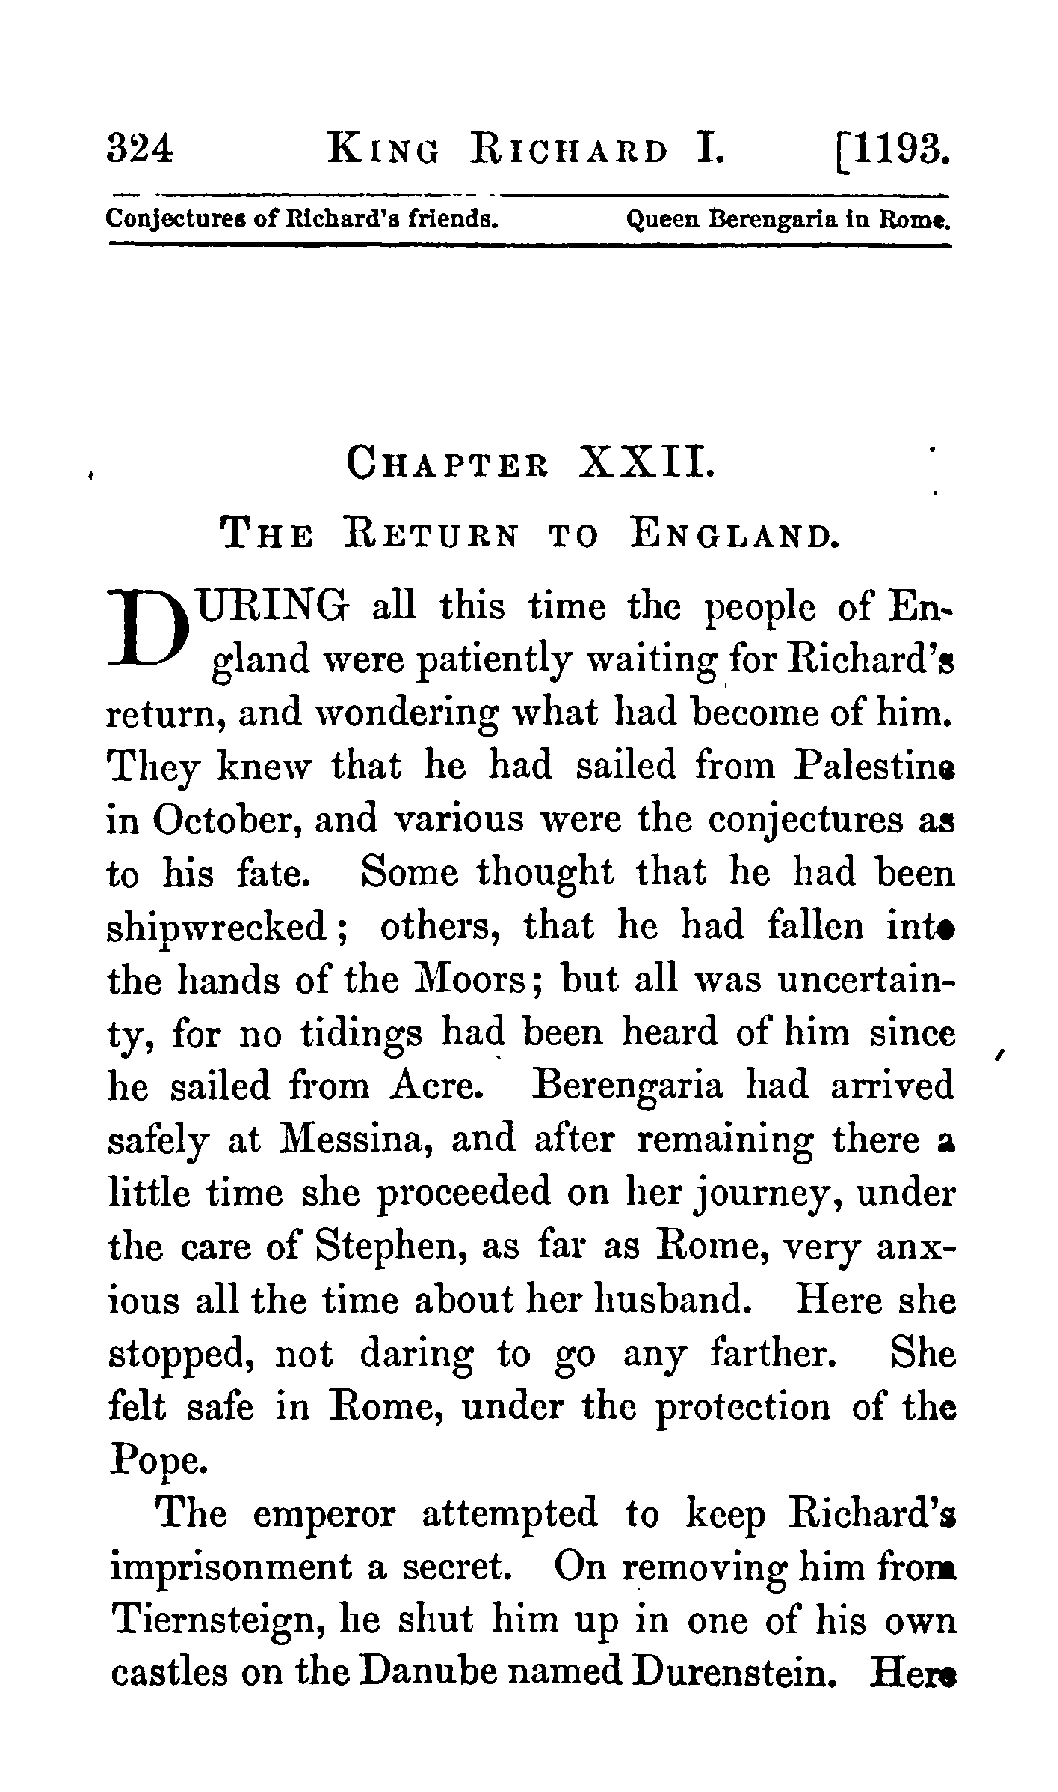 324 KING RICHARD I. [1193.
Conjectures of Richard's friends. Queen Berengaria in Rome.
CHAPTER XXII.
THE RETURN TO ENGLAND.
DURING all this time the people of En-
gland were patiently waiting for Richard's
return, and wondering what had become of him.
They knew that he had sailed from Palestine
in October, and various were the conjectures as
to his fate. Some thought that he had been
shipwrecked; others, that he had fallen into
the hands of the Moors; but all was uncertain-
ty, for no tidings had been heard of him since
he sailed from Acre. Berengaria had arrived
safely at Messina, and after remaining there a
little time she proceeded on her journey, under
the care of Stephen, as far as Rome, very anx-
ious all the time about her husband. Here she
stopped, not daring to go any farther. She
felt safe in Rome, under the protection of the
Pope.
The emperor attempted to keep Richard's
imprisonment a secret. On removing him from
Tiernsteign, he shut him up in one of his own
castles on the Danube named Durenstein. Here